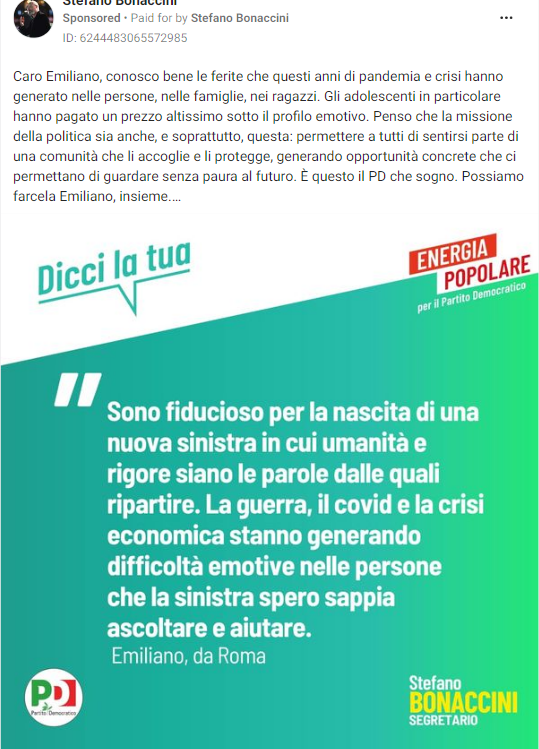 Stefano Bonaccini
Sponsored • Paid for by Stefano Bonaccini
ID: 6244483065572985
Caro Emiliano, conosco bene le ferite che questi anni di pandemia e crisi hanno
generato nelle persone, nelle famiglie, nei ragazzi. Gli adolescenti in particolare
hanno pagato un prezzo altissimo sotto il profilo emotivo. Penso che la missione
della politica sia anche, e soprattutto, questa: permettere a tutti di sentirsi parte di
una comunità che li accoglie e li protegge, generando opportunità concrete che ci
permettano di guardare senza paura al futuro. È questo il PD che sogno. Possiamo
farcela Emiliano, insieme....
Dicci la tua
ENERGIA
POPOLARE
per il Partito Democratico
"
Sono fiducioso per la nascita di una
nuova sinistra in cui umanità e
rigore siano le parole dalle quali
ripartire. La guerra, il covid e la crisi
economica stanno generando
difficoltà emotive nelle persone
che la sinistra spero sappia
ascoltare e aiutare.
Emiliano, da Roma
PD
Partito Democratico
Stefano
BONACCINI
SEGRETARIO